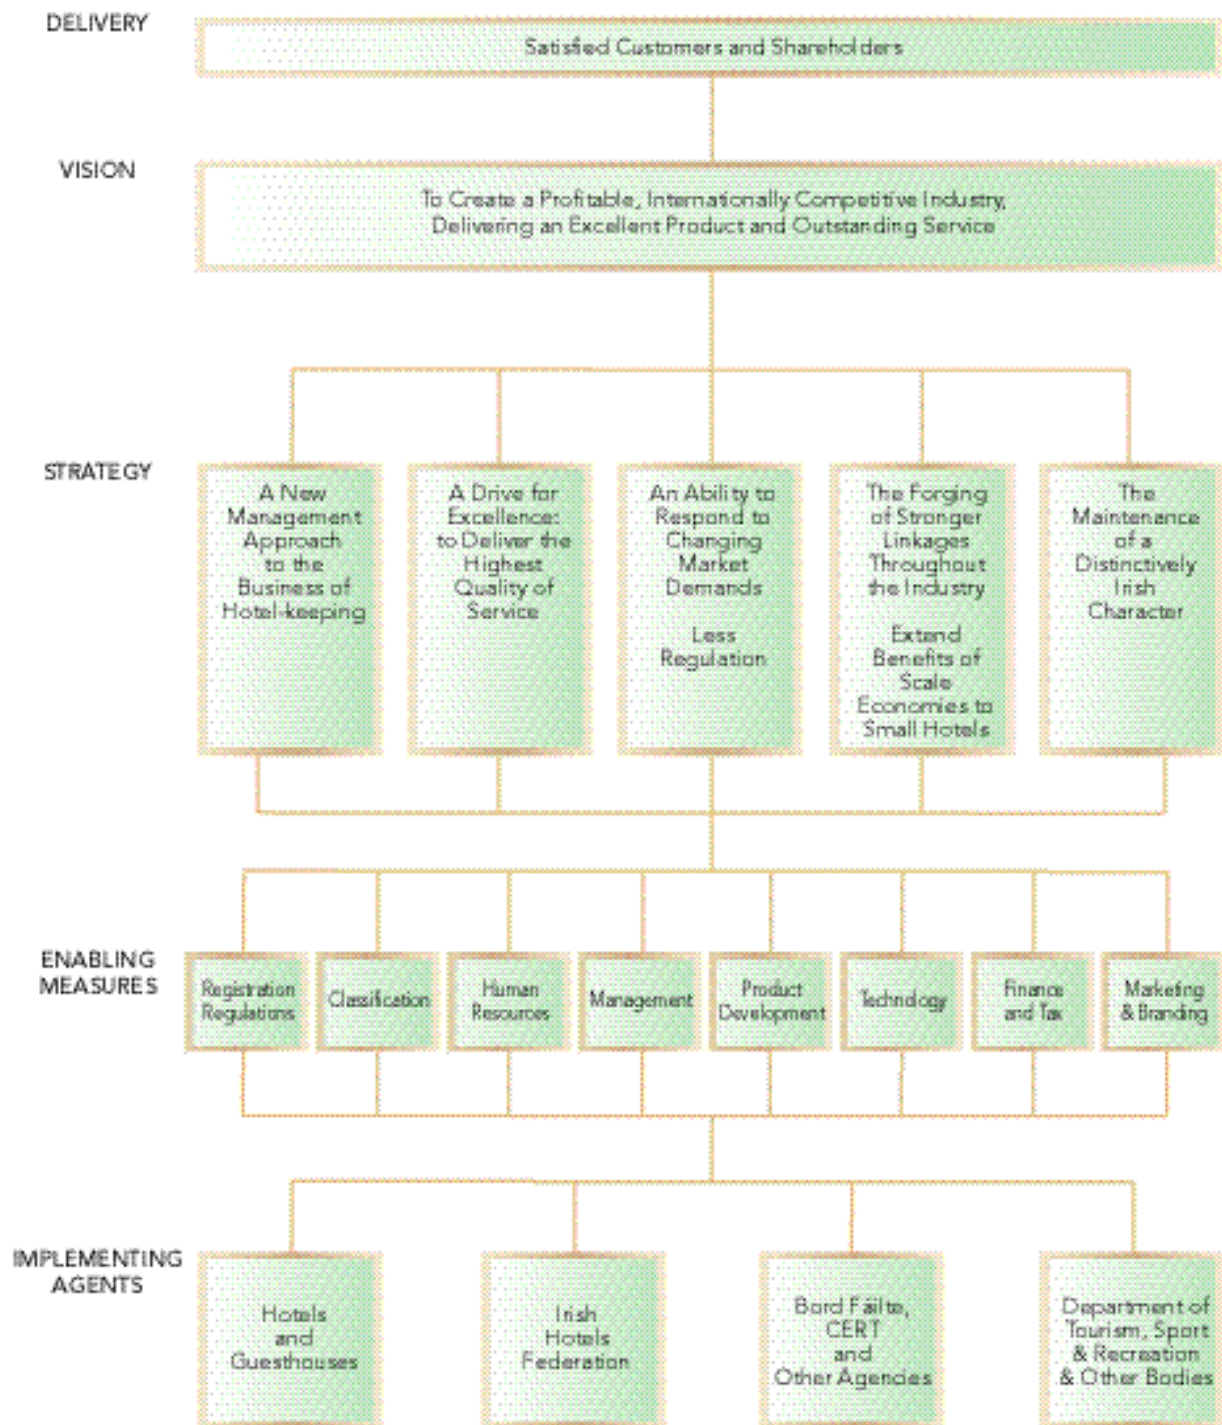 DELIVERY
Satisfied Customers and Shareholders
VISION
To Create a Profitable, Internationally Competitive Industry,
Delivering an Excellent Product and Outstanding Service
STRATEGY
A New
Management
Approach
to the
Business of
Hotel-keeping
A Drive for
Excellence:
to Deliver the
Highest
Quality of
Service
An Ability to
Respond to
Changing
Market
Demands
Less
Regulation
The Forging
of Stronger
Linkages
Throughout
the Industry
Extend
Benefits of
Scale
Economies to
Small Hotels
The
Maintenance
of a
Distinctively
Irish
Character
ENABLING
MEASURES
Registration
Regulations
Classification
Human
Resources
Management
Product
Development
Technology
Finance
and Tax
Marketing
& Branding
IMPLEMENTING
AGENTS
Hotels
and
Guesthouses
Irish
Hotels
Federation
Bord Fáilte,
CERT
and
Other Agencies
Department of
Tourism, Sport
& Recreation
& Other Bodies